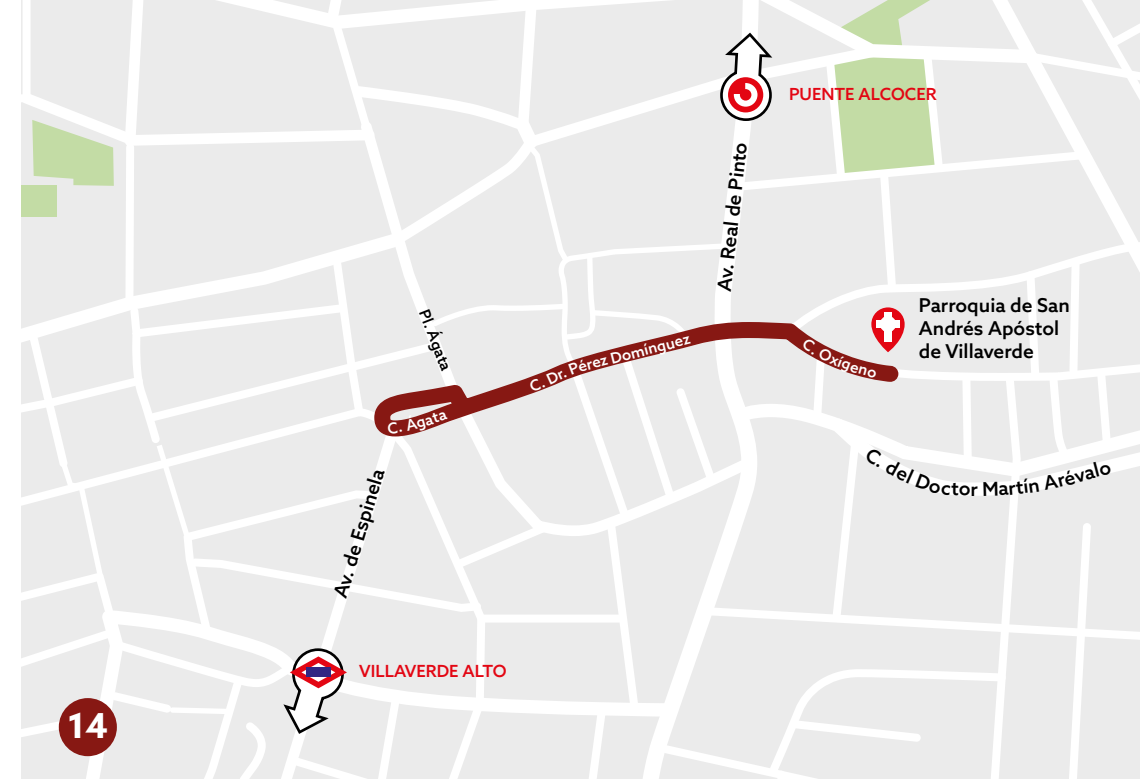 PUENTE ALCOCER
Av. Real de Pinto
Parroquia de San
Andrés Apóstol
de Villaverde
Pl. Ágata
C. Dr. Pérez Domínguez
C. Oxígeno
C. Agata
C. del Doctor Martín Arévalo
Av. de Espinela
VILLAVERDE ALTO
14